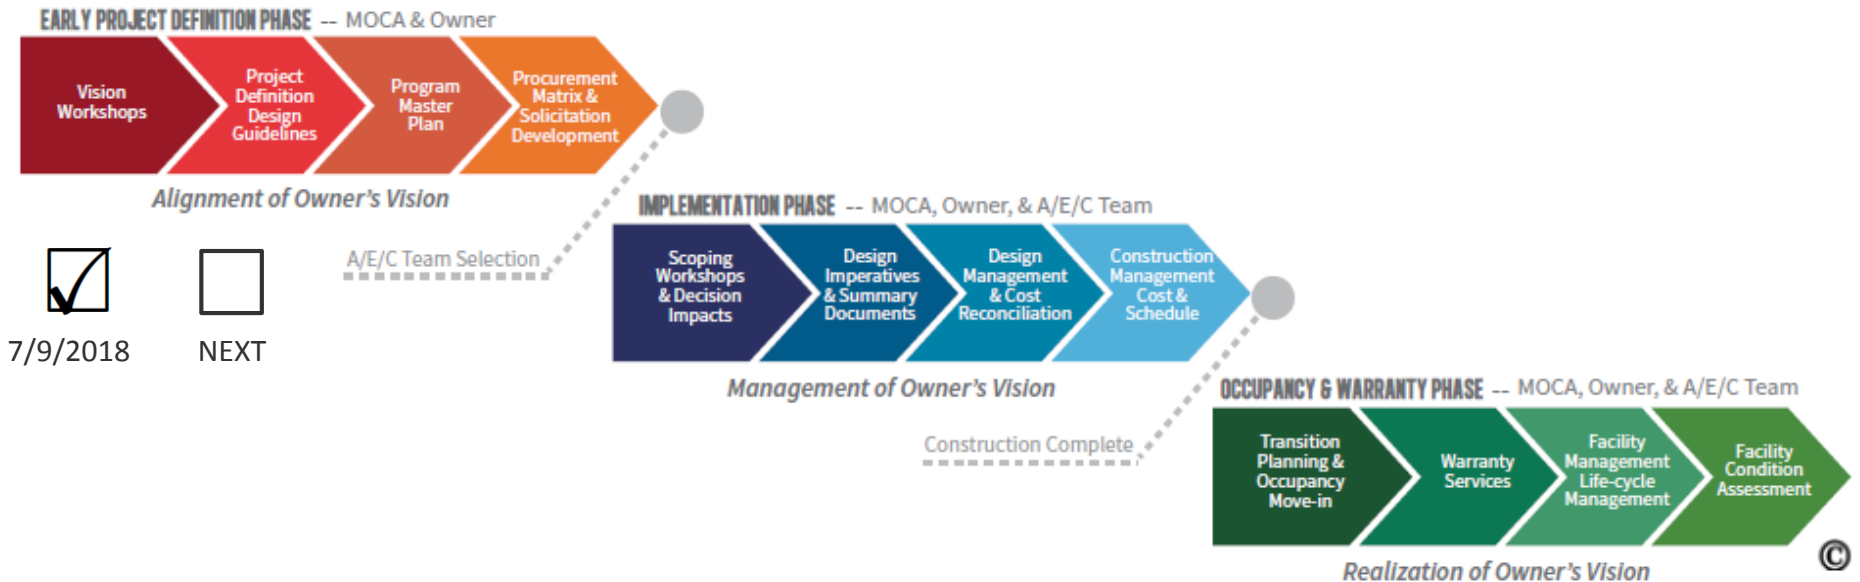 EARLY PROJECT DEFINITION PHASE -- MOCA & Owner
Vision
Workshops
Project
Definition
Design
Guidelines
Program
Master
Plan
Procurement
Matrix &
Solicitation
Development
Alignment of Owner's Vision
A/E/C Team Selection
7/9/2018
NEXT
IMPLEMENTATION PHASE -- MOCA, Owner, & A/E/C Team
Scoping
Workshops
& Decision
Impacts
Design
Imperatives
& Summary
Documents
Design
Management
& Cost
Reconciliation
Construction
Management
Cost &
Schedule
Management of Owner's Vision
Construction Complete
OCCUPANCY & WARRANTY PHASE -- MOCA, Owner, & A/E/C Team
Transition
Planning &
Occupancy
Move-in
Warranty
Services
Facility
Management
Life-cycle
Management
Facility
Condition
Assessment
Realization of Owner's Vision
©